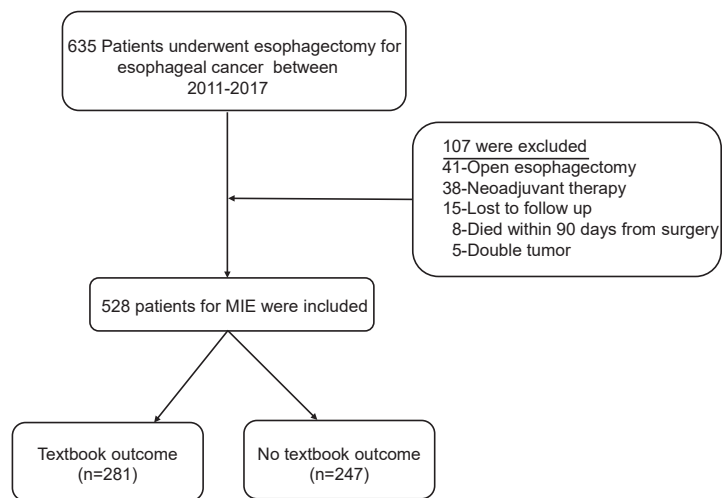 635 Patients underwent esophagectomy for
esophageal cancer between
2011-2017
107 were excluded
41-Open esophagectomy
38-Neoadjuvant therapy
15-Lost to follow up
8-Died within 90 days from surgery
5-Double tumor
528 patients for MIE were included
Textbook outcome
(n=281)
No textbook outcome
(n=247)